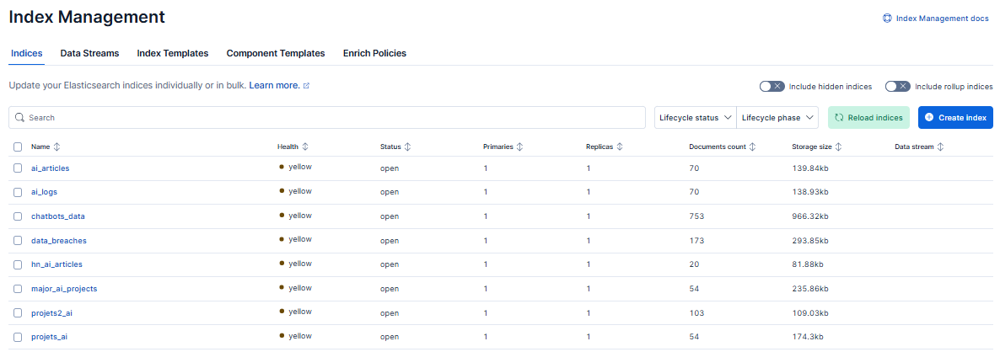 Index Management
Index Management docs
Indices Data Streams Index Templates Component Templates Enrich Policies
Update your Elasticsearch indices individually or in bulk. Learn more.
Include hidden indices Include rollup indices
Search Lifecycle status Lifecycle phase Reload indices Create index
Name Health Status Primaries Replicas Documents count Storage size Data stream
ai_articles yellow open 1 1 70 139.84kb
ai_logs yellow open 1 1 70 138.93kb
chatbots_data yellow open 1 1 753 966.32kb
data_breaches yellow open 1 1 173 293.85kb
hn_ai_articles yellow open 1 1 20 81.88kb
major_ai_projects yellow open 1 1 54 235.86kb
projets2_ai yellow open 1 1 103 109.03kb
projets_ai yellow open 1 1 54 174.3kb